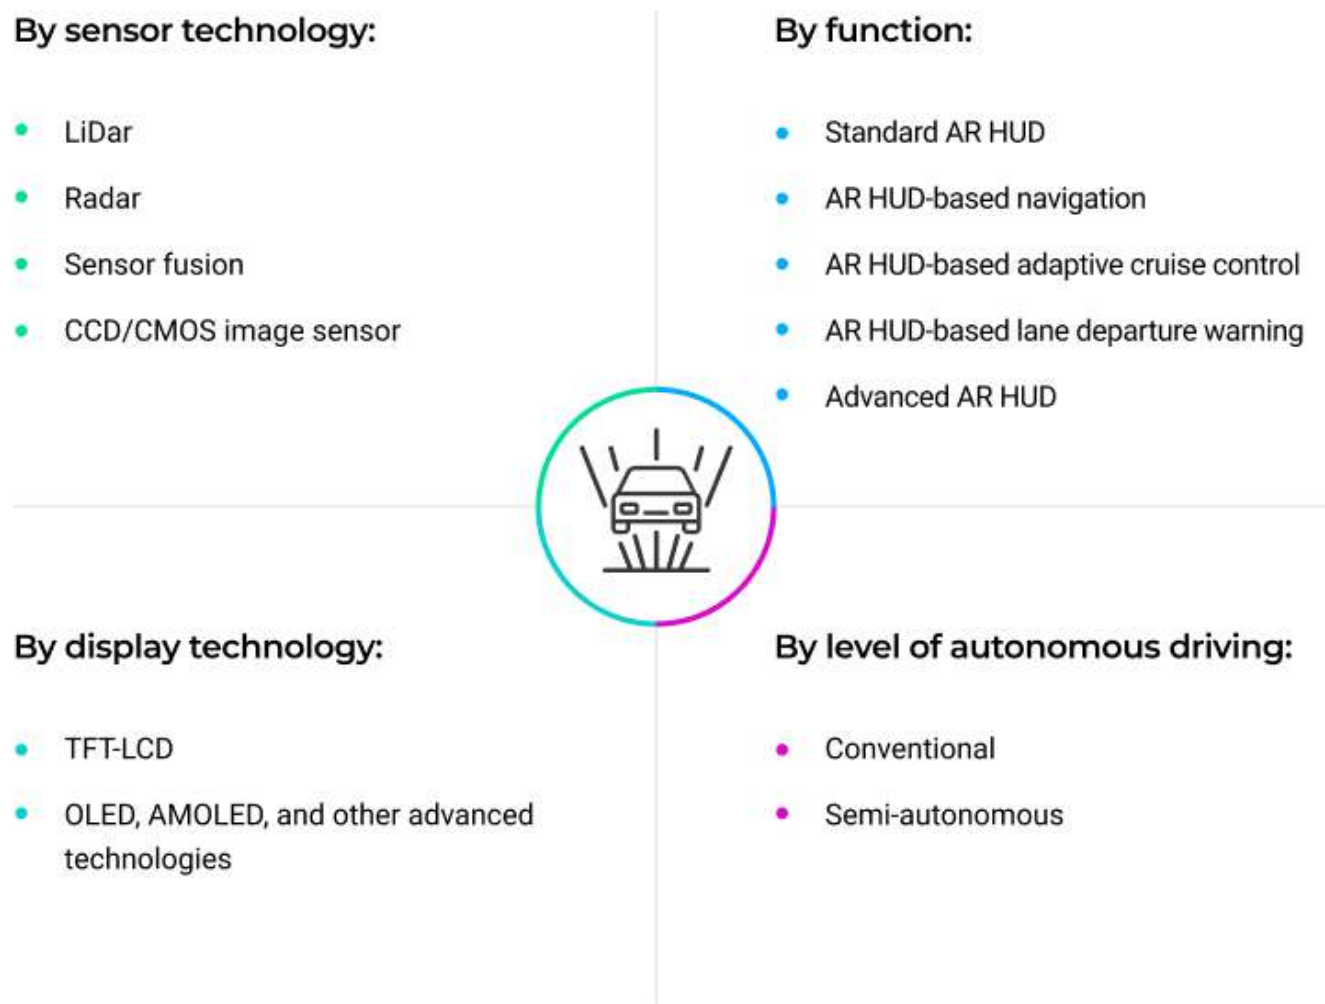 By sensor technology:
LiDar
Radar
Sensor fusion
CCD/CMOS image sensor
By function:
Standard AR HUD
AR HUD-based navigation
AR HUD-based adaptive cruise control
AR HUD-based lane departure warning
Advanced AR HUD
By display technology:
TFT-LCD
OLED, AMOLED, and other advanced
technologies
By level of autonomous driving:
Conventional
Semi-autonomous